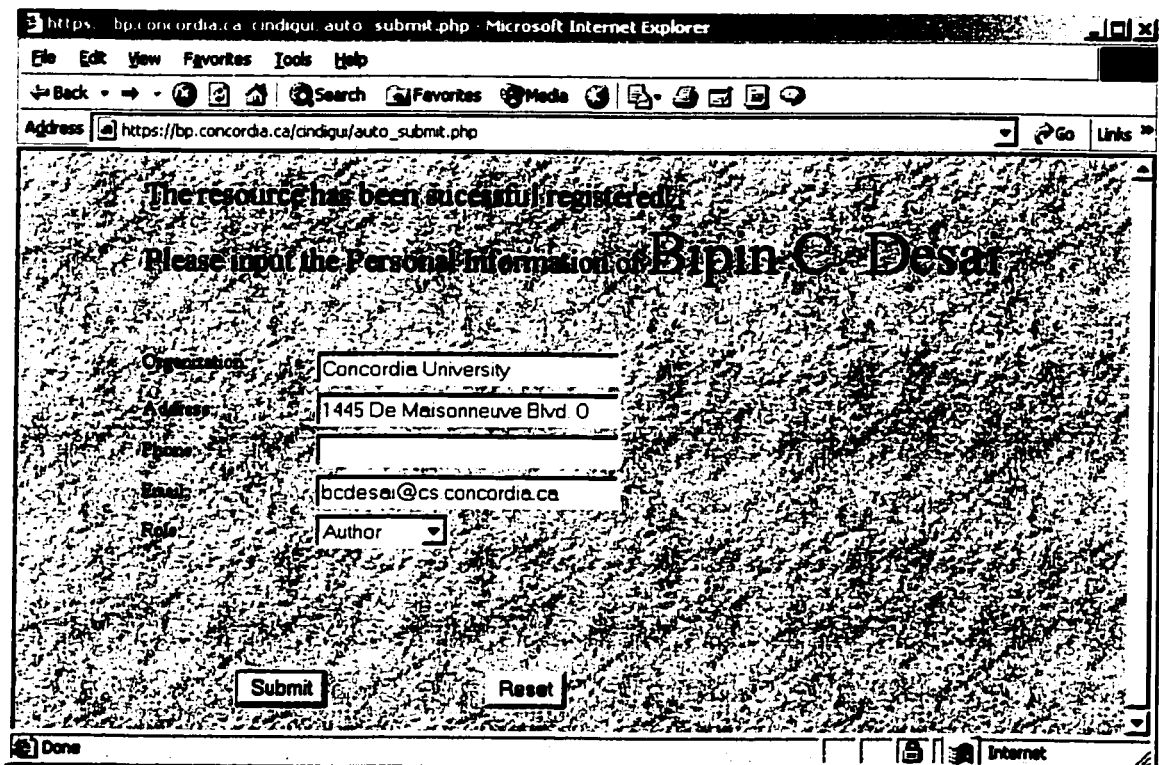 https: bp.concordia.ca cindigui auto_submit.php - Microsoft Internet Explorer
File Edit View Favorites Tools Help
Back Search Favorites Media
Address https://bp.concordia.ca/cindigui/auto_submit.php Go Links »
The resource has been sucessful registered!
Please input the Personal Information of Bipin C. Desai
Organization: Concordia University
Address: 1445 De Maisonneuve Blvd. O
Phone:
Email: bcdesai@cs.concordia.ca
Role: Author
Submit Reset
Done Internet